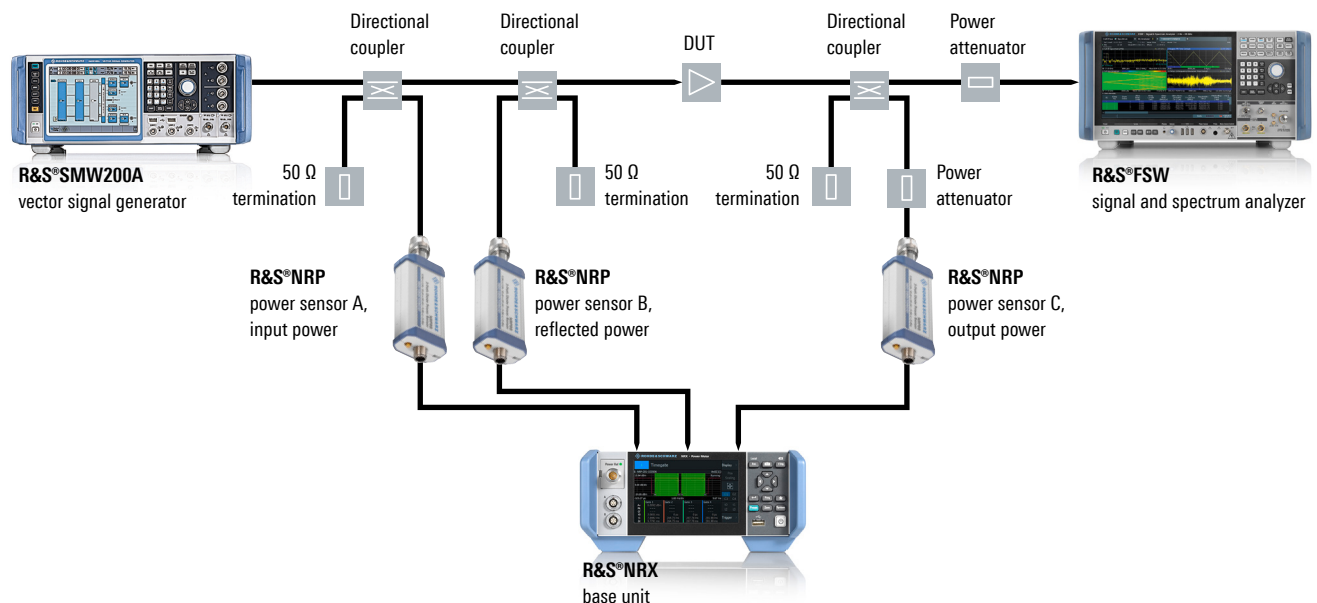 Directional
coupler
Directional
coupler
DUT
Directional
coupler
Power
attenuator
R&S®SMW200A
vector signal generator
50 Ω
termination
50 Ω
termination
50 Ω
termination
Power
attenuator
R&S®FSW
signal and spectrum analyzer
R&S®NRP
power sensor A,
input power
R&S®NRP
power sensor B,
reflected power
R&S®NRP
power sensor C,
output power
R&S®NRX
base unit